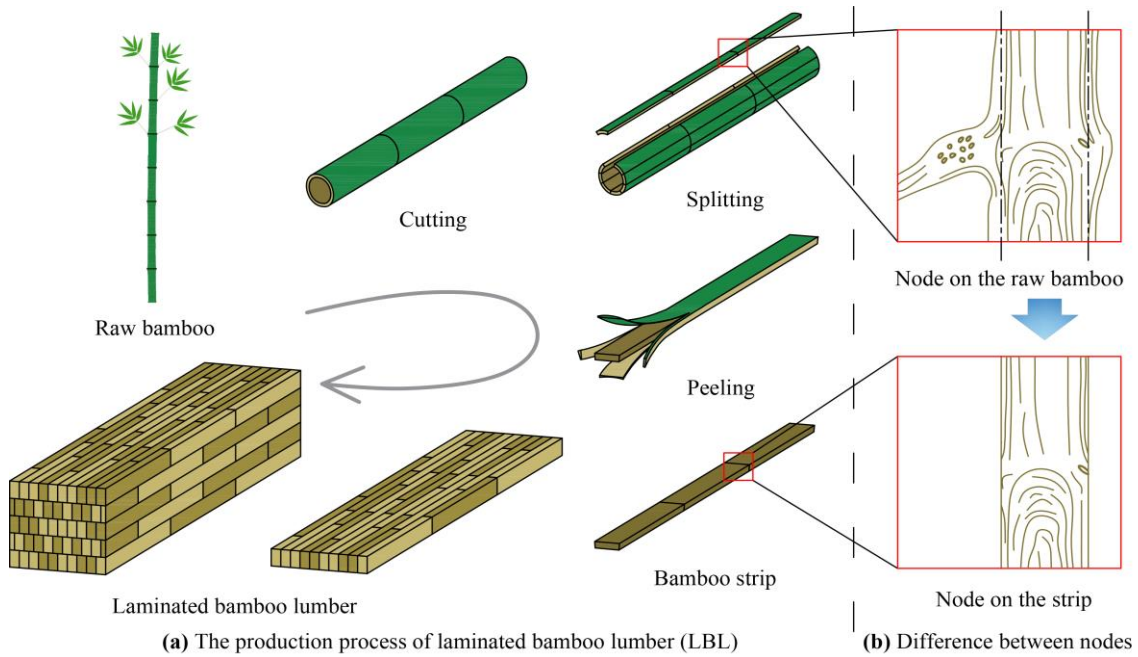 Raw bamboo
Cutting
Splitting
Peeling
Bamboo strip
Laminated bamboo lumber
(a) The production process of laminated bamboo lumber (LBL)
Node on the raw bamboo
Node on the strip
(b) Difference between nodes